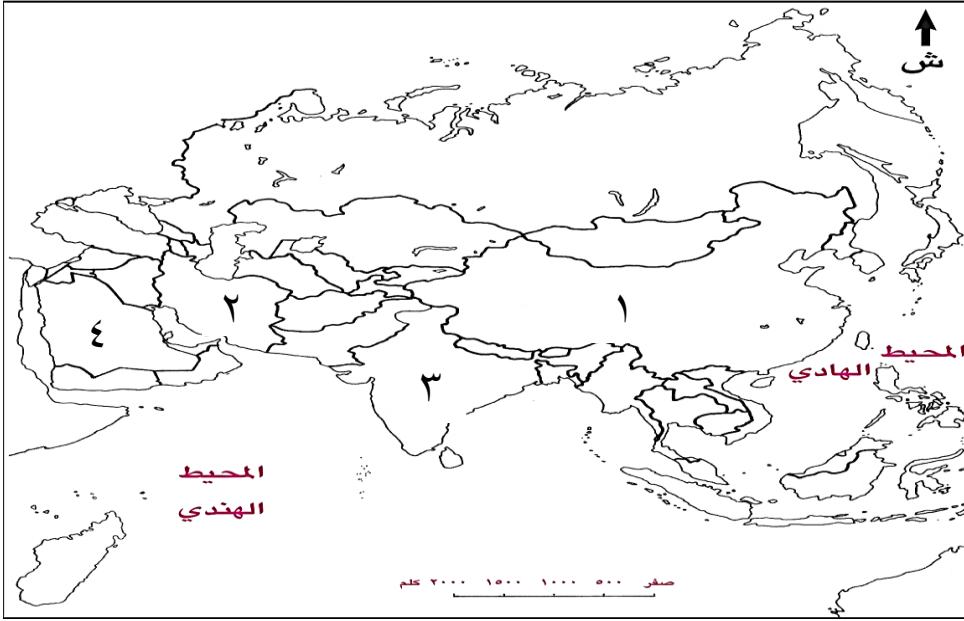 ش
١
٢
٤
٣
المحيط
الهادي
المحيط
الهندي
صفر ٥٠٠ ١٠٠٠ ١٥٠٠ ٢٠٠٠ كلم